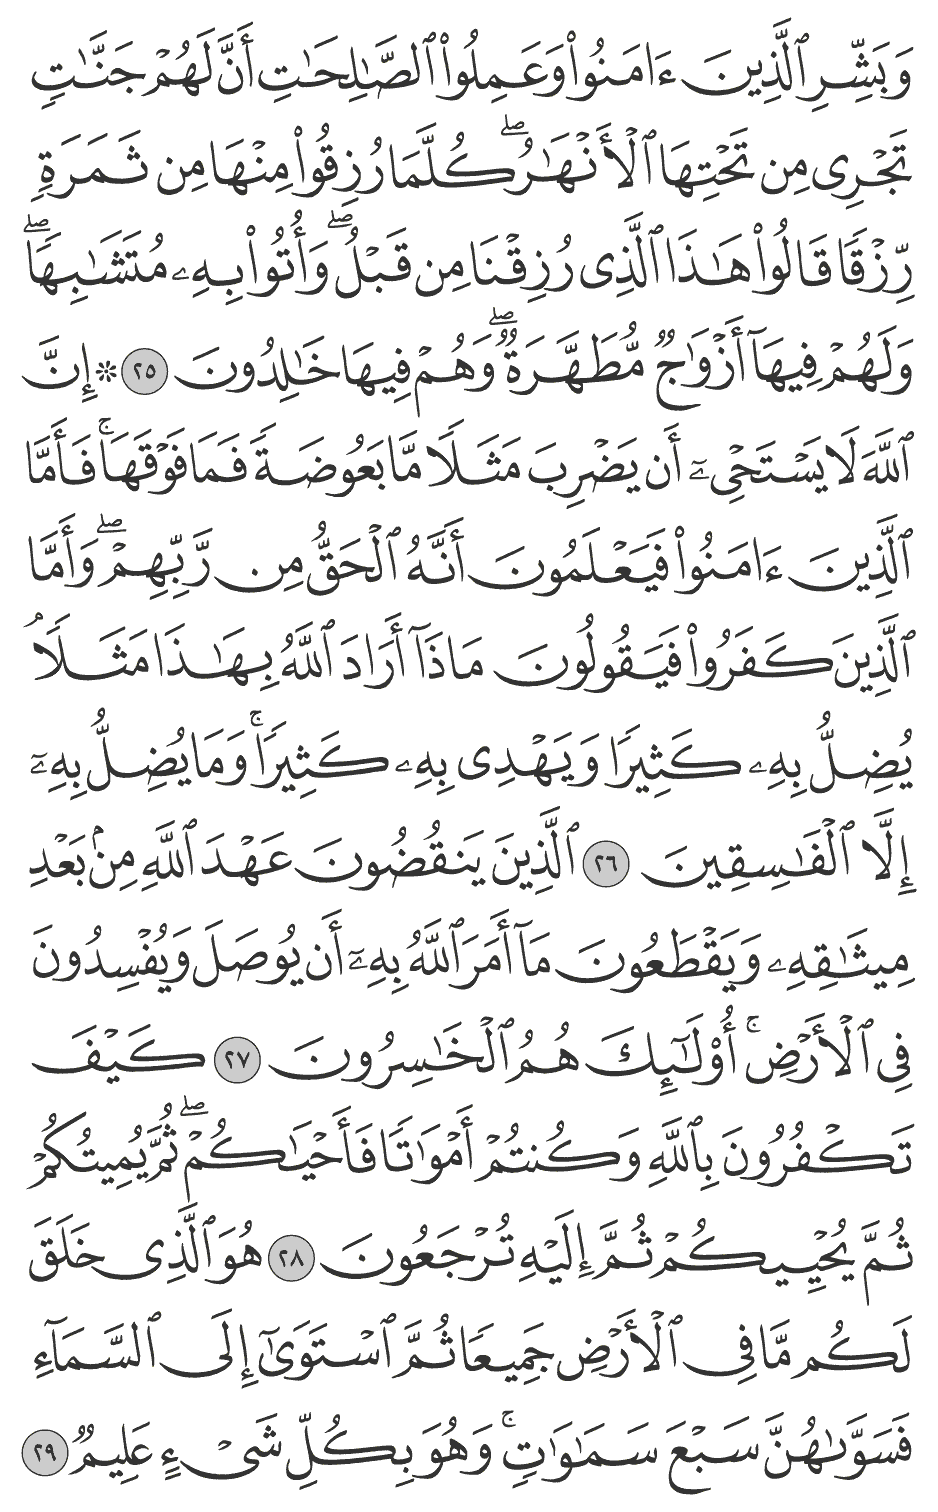 وَبَشِّرِ ٱلَّذِينَ ءَامَنُوا۟ وَعَمِلُوا۟ ٱلصَّٰلِحَٰتِ أَنَّ لَهُمْ جَنَّٰتٍ
تَجْرِى مِن تَحْتِهَا ٱلْأَنْهَٰرُ ۖ كُلَّمَا رُزِقُوا۟ مِنْهَا مِن ثَمَرَةٍ
رِّزْقًا قَالُوا۟ هَٰذَا ٱلَّذِى رُزِقْنَا مِن قَبْلُ ۖ وَأُتُوا۟ بِهِۦ مُتَشَٰبِهًا ۖ
وَلَهُمْ فِيهَآ أَزْوَٰجٌ مُّطَهَّرَةٌ ۖ وَهُمْ فِيهَا خَٰلِدُونَ ٢٥ * إِنَّ
ٱللَّهَ لَا يَسْتَحْىِۦٓ أَن يَضْرِبَ مَثَلًا مَّا بَعُوضَةً فَمَا فَوْقَهَا ۚ فَأَمَّا
ٱلَّذِينَ ءَامَنُوا۟ فَيَعْلَمُونَ أَنَّهُ ٱلْحَقُّ مِن رَّبِّهِمْ ۖ وَأَمَّا
ٱلَّذِينَ كَفَرُوا۟ فَيَقُولُونَ مَاذَآ أَرَادَ ٱللَّهُ بِهَٰذَا مَثَلًا ۘ
يُضِلُّ بِهِۦ كَثِيرًا وَيَهْدِى بِهِۦ كَثِيرًا ۚ وَمَا يُضِلُّ بِهِۦٓ
إِلَّا ٱلْفَٰسِقِينَ ٢٦ ٱلَّذِينَ يَنقُضُونَ عَهْدَ ٱللَّهِ مِنۢ بَعْدِ
مِيثَٰقِهِۦ وَيَقْطَعُونَ مَآ أَمَرَ ٱللَّهُ بِهِۦٓ أَن يُوصَلَ وَيُفْسِدُونَ
فِى ٱلْأَرْضِ ۚ أُو۟لَٰٓئِكَ هُمُ ٱلْخَٰسِرُونَ ٢٧ كَيْفَ
تَكْفُرُونَ بِٱللَّهِ وَكُنتُمْ أَمْوَٰتًا فَأَحْيَٰكُمْ ۖ ثُمَّ يُمِيتُكُمْ
ثُمَّ يُحْيِيكُمْ ثُمَّ إِلَيْهِ تُرْجَعُونَ ٢٨ هُوَ ٱلَّذِى خَلَقَ
لَكُم مَّا فِى ٱلْأَرْضِ جَمِيعًا ثُمَّ ٱسْتَوَىٰٓ إِلَى ٱلسَّمَآءِ
فَسَوَّىٰهُنَّ سَبْعَ سَمَٰوَٰتٍ ۚ وَهُوَ بِكُلِّ شَىْءٍ عَلِيمٌ ٢٩